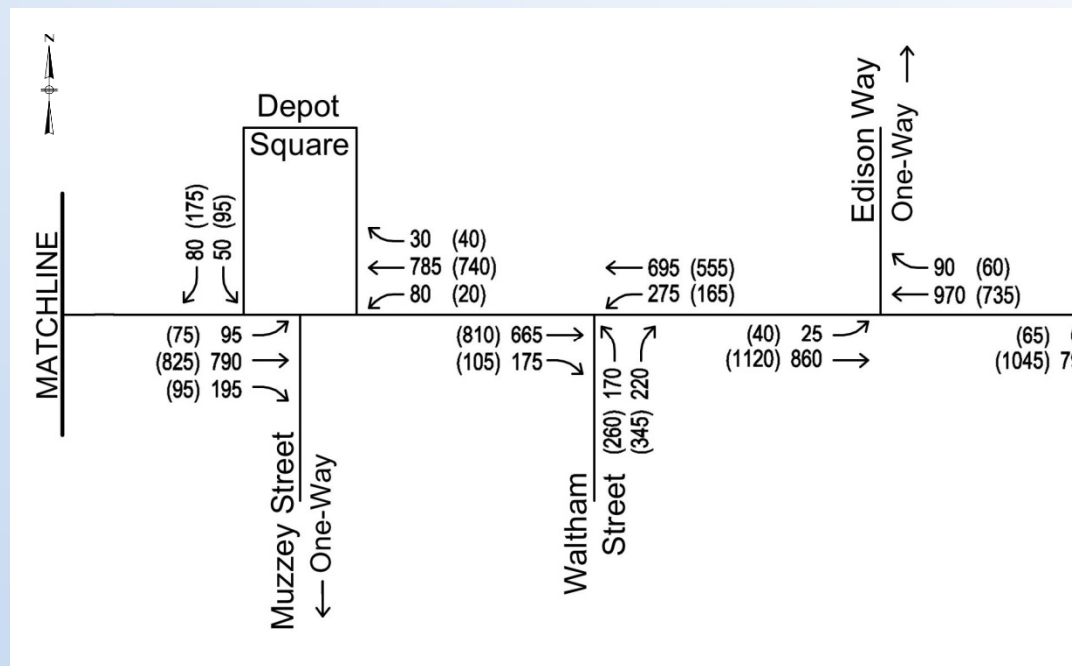 Z
Depot
Square
Edison Way
One-Way
MATCHLINE
80 (175)
50 (95)
30 (40)
785 (740)
80 (20)
695 (555)
275 (165)
90 (60)
970 (735)
(75) 95
(825) 790
(95) 195
(810) 665
(105) 175
(260) 170
(345) 220
(40) 25
(1120) 860
(65)
(1045)
Muzzey Street
One-Way
Waltham
Street